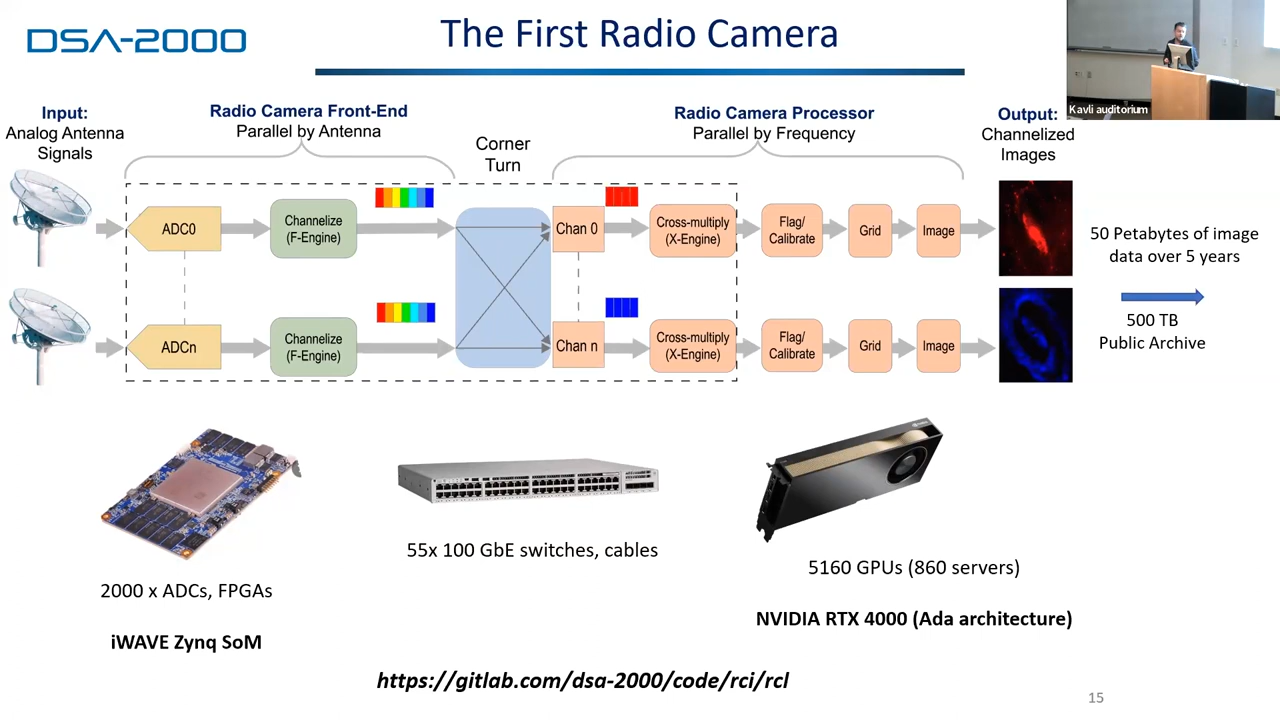 DSA-2000
The First Radio Camera
Kavli auditorium
Input:
Analog Antenna
Signals
Radio Camera Front-End
Parallel by Antenna
Corner
Turn
Radio Camera Processor
Parallel by Frequency
Output:
Channelized
Images
ADC0
Channelize
(F-Engine)
Chan 0
Cross-multiply
(X-Engine)
Flag/
Calibrate
Grid
Image
50 Petabytes of image
data over 5 years
500 TB
Public Archive
ADCn
Channelize
(F-Engine)
Chan n
Cross-multiply
(X-Engine)
Flag/
Calibrate
Grid
Image
2000 x ADCs, FPGAs
iWAVE Zynq SoM
55x 100 GbE switches, cables
5160 GPUs (860 servers)
NVIDIA RTX 4000 (Ada architecture)
https://gitlab.com/dsa-2000/code/rci/rcl
15